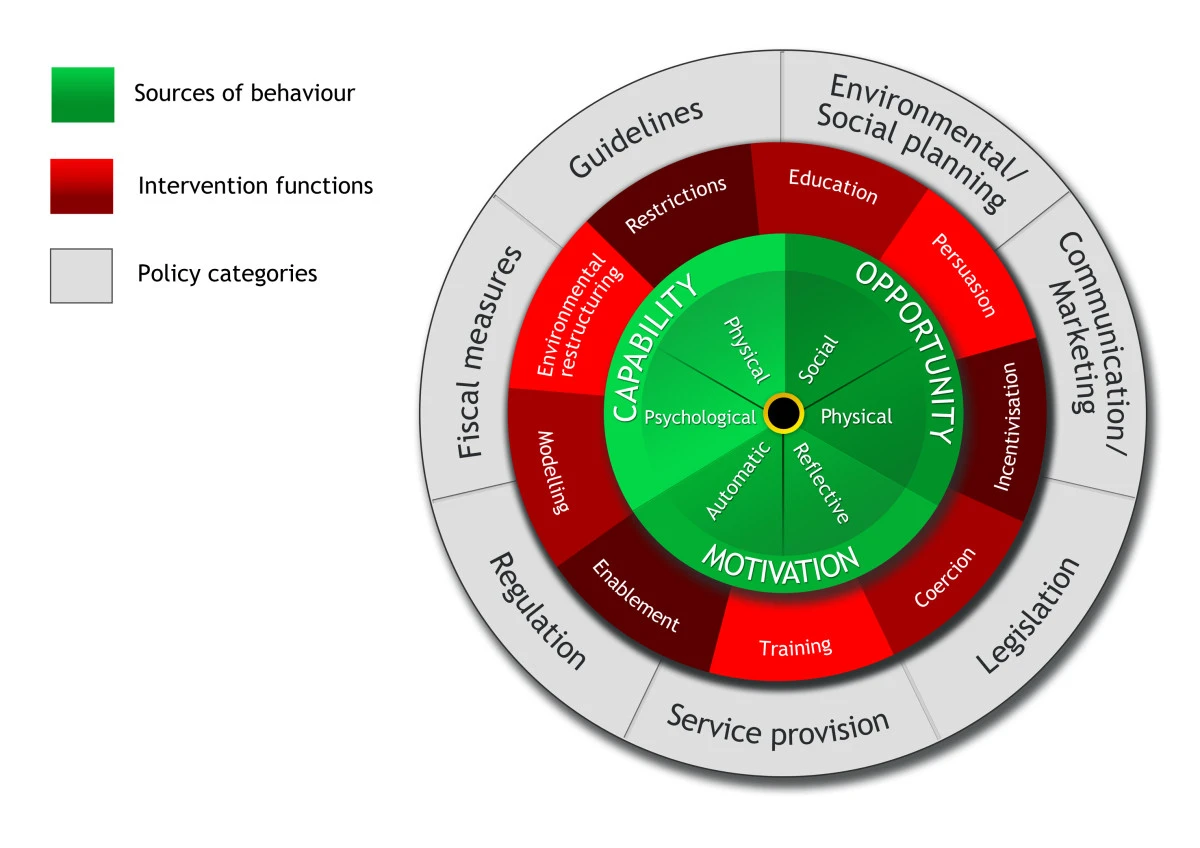 Sources of behaviour
Intervention functions
Policy categories
Guidelines
Environmental/
Social planning
Communication/
Marketing
Legislation
Service provision
Regulation
Fiscal measures
Restrictions
Education
Persuasion
Incentivisation
Coercion
Training
Enablement
Modelling
Environmental
restructuring
CAPABILITY
OPPORTUNITY
MOTIVATION
Physical
Social
Psychological
Physical
Automatic
Reflective